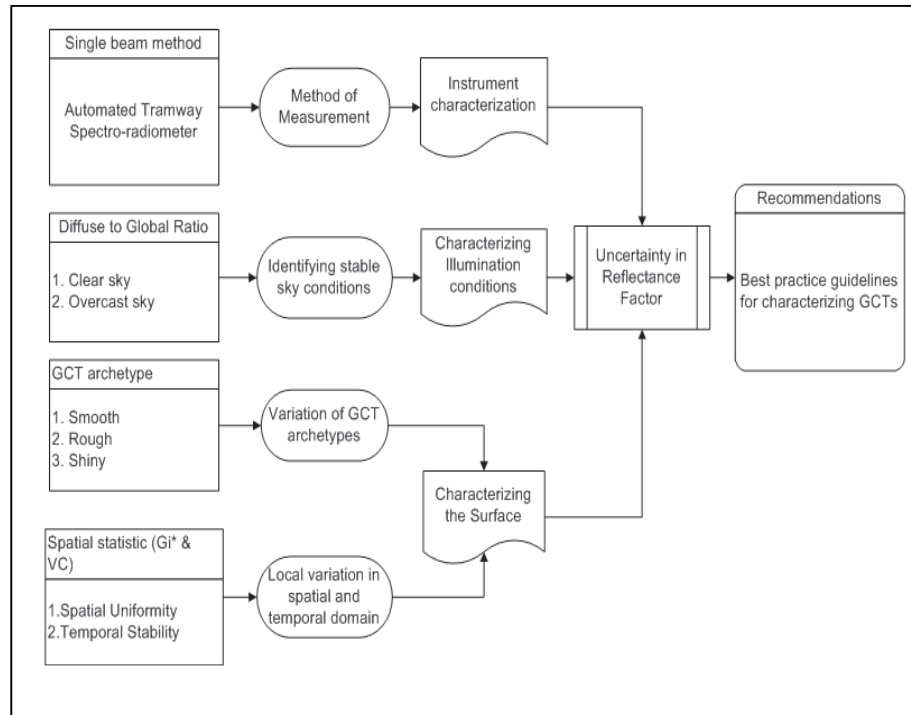 Single beam method
Automated Tramway
Spectro-radiometer
Method of
Measurement
Instrument
characterization
Diffuse to Global Ratio
1. Clear sky
2. Overcast sky
Identifying stable
sky conditions
Characterizing
Illumination
conditions
Uncertainty in
Reflectance
Factor
Recommendations
Best practice guidelines
for characterizing GCTs
GCT archetype
1. Smooth
2. Rough
3. Shiny
Variation of GCT
archetypes
Characterizing
the Surface
Spatial statistic (Gi* &
VC)
1.Spatial Uniformity
2.Temporal Stability
Local variation in
spatial and
temporal domain